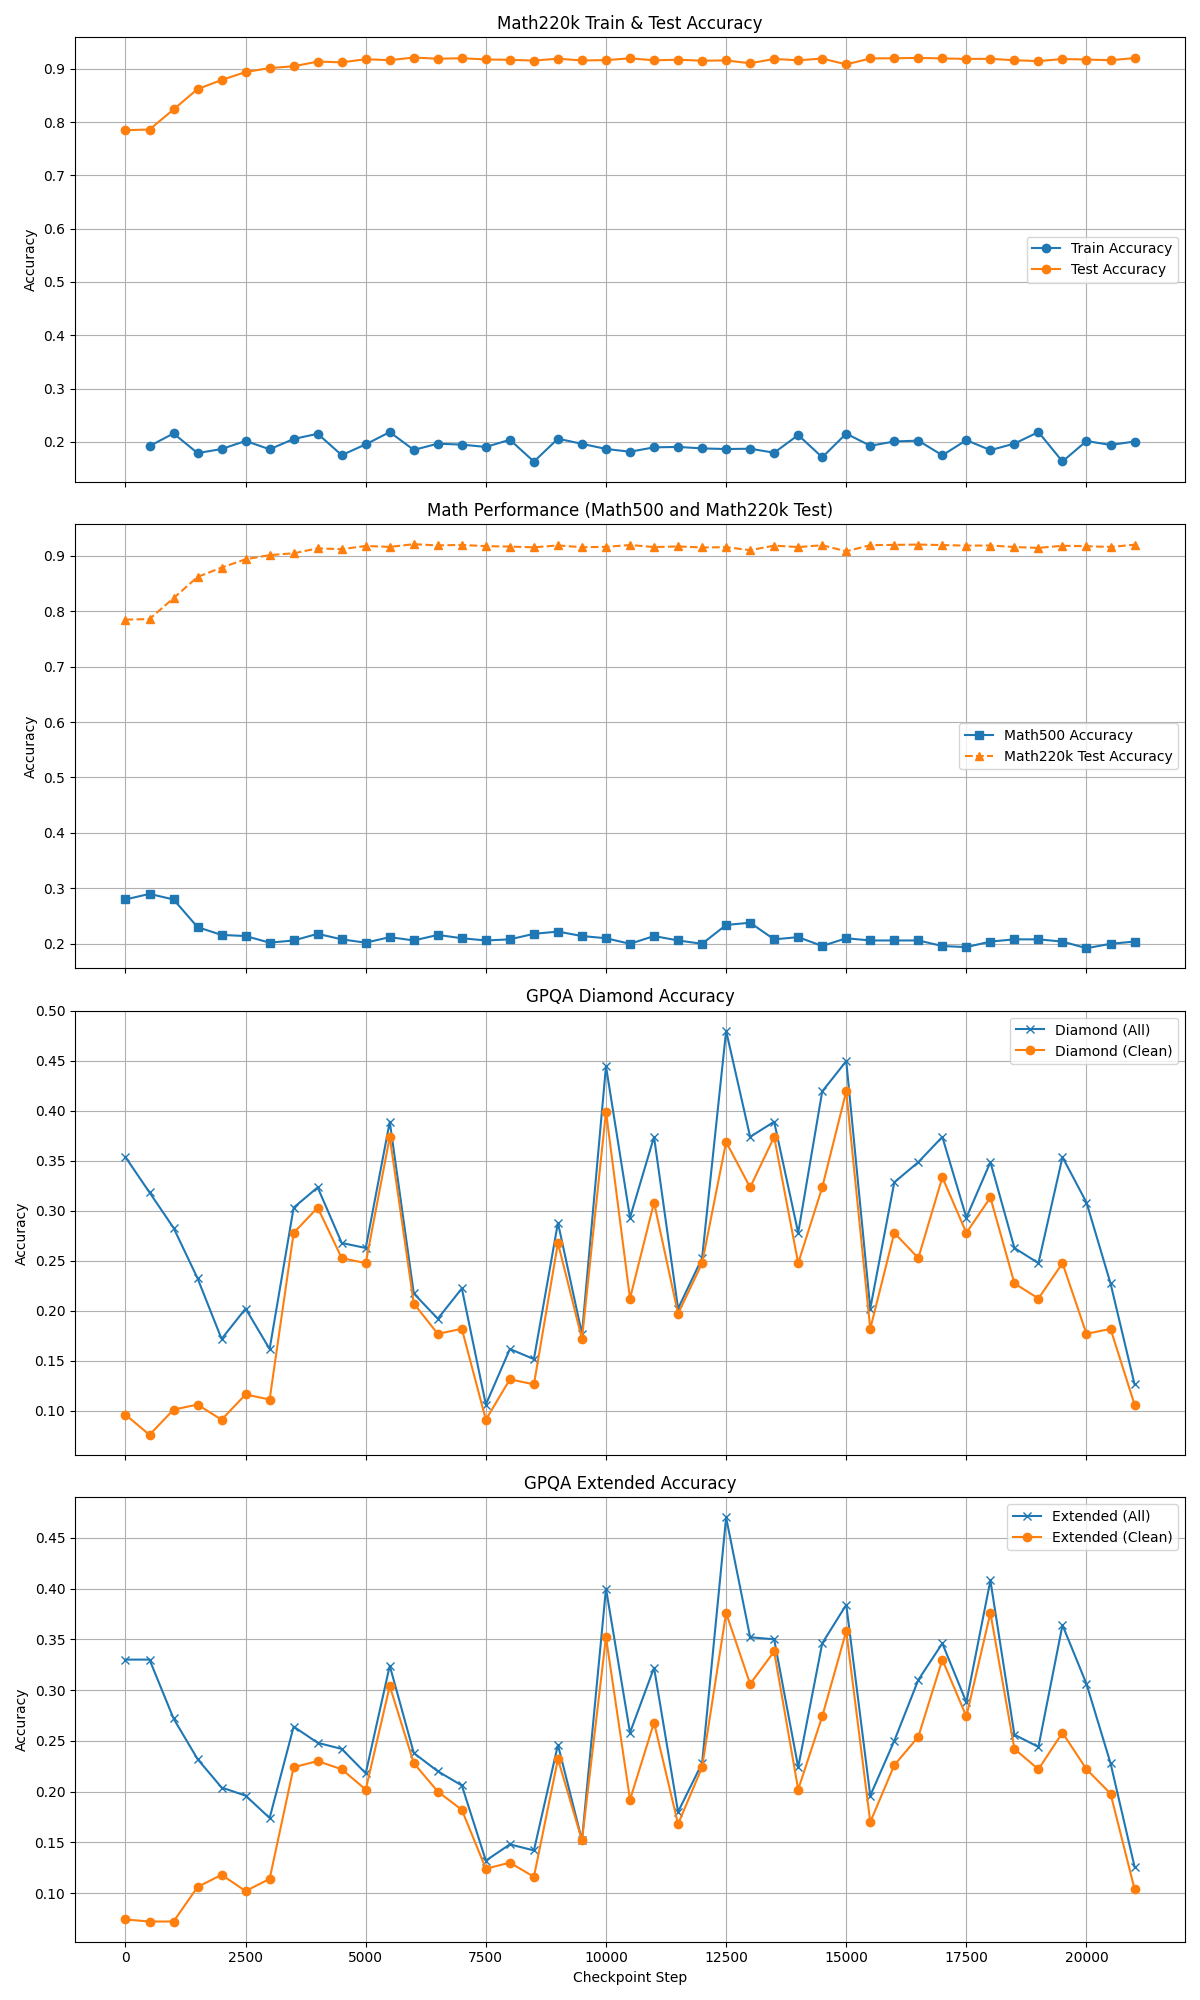 Math220k Train & Test Accuracy
0.9
0.8
0.7
0.6
0.5
0.4
0.3
0.2
Accuracy
Train Accuracy
Test Accuracy
Math Performance (Math500 and Math220k Test)
0.9
0.8
0.7
0.6
0.5
0.4
0.3
0.2
Accuracy
Math500 Accuracy
Math220k Test Accuracy
GPQA Diamond Accuracy
0.50
0.45
0.40
0.35
0.30
0.25
0.20
0.15
0.10
Accuracy
Diamond (All)
Diamond (Clean)
GPQA Extended Accuracy
0.45
0.40
0.35
0.30
0.25
0.20
0.15
0.10
Accuracy
Extended (All)
Extended (Clean)
0 2500 5000 7500 10000 12500 15000 17500 20000
Checkpoint Step